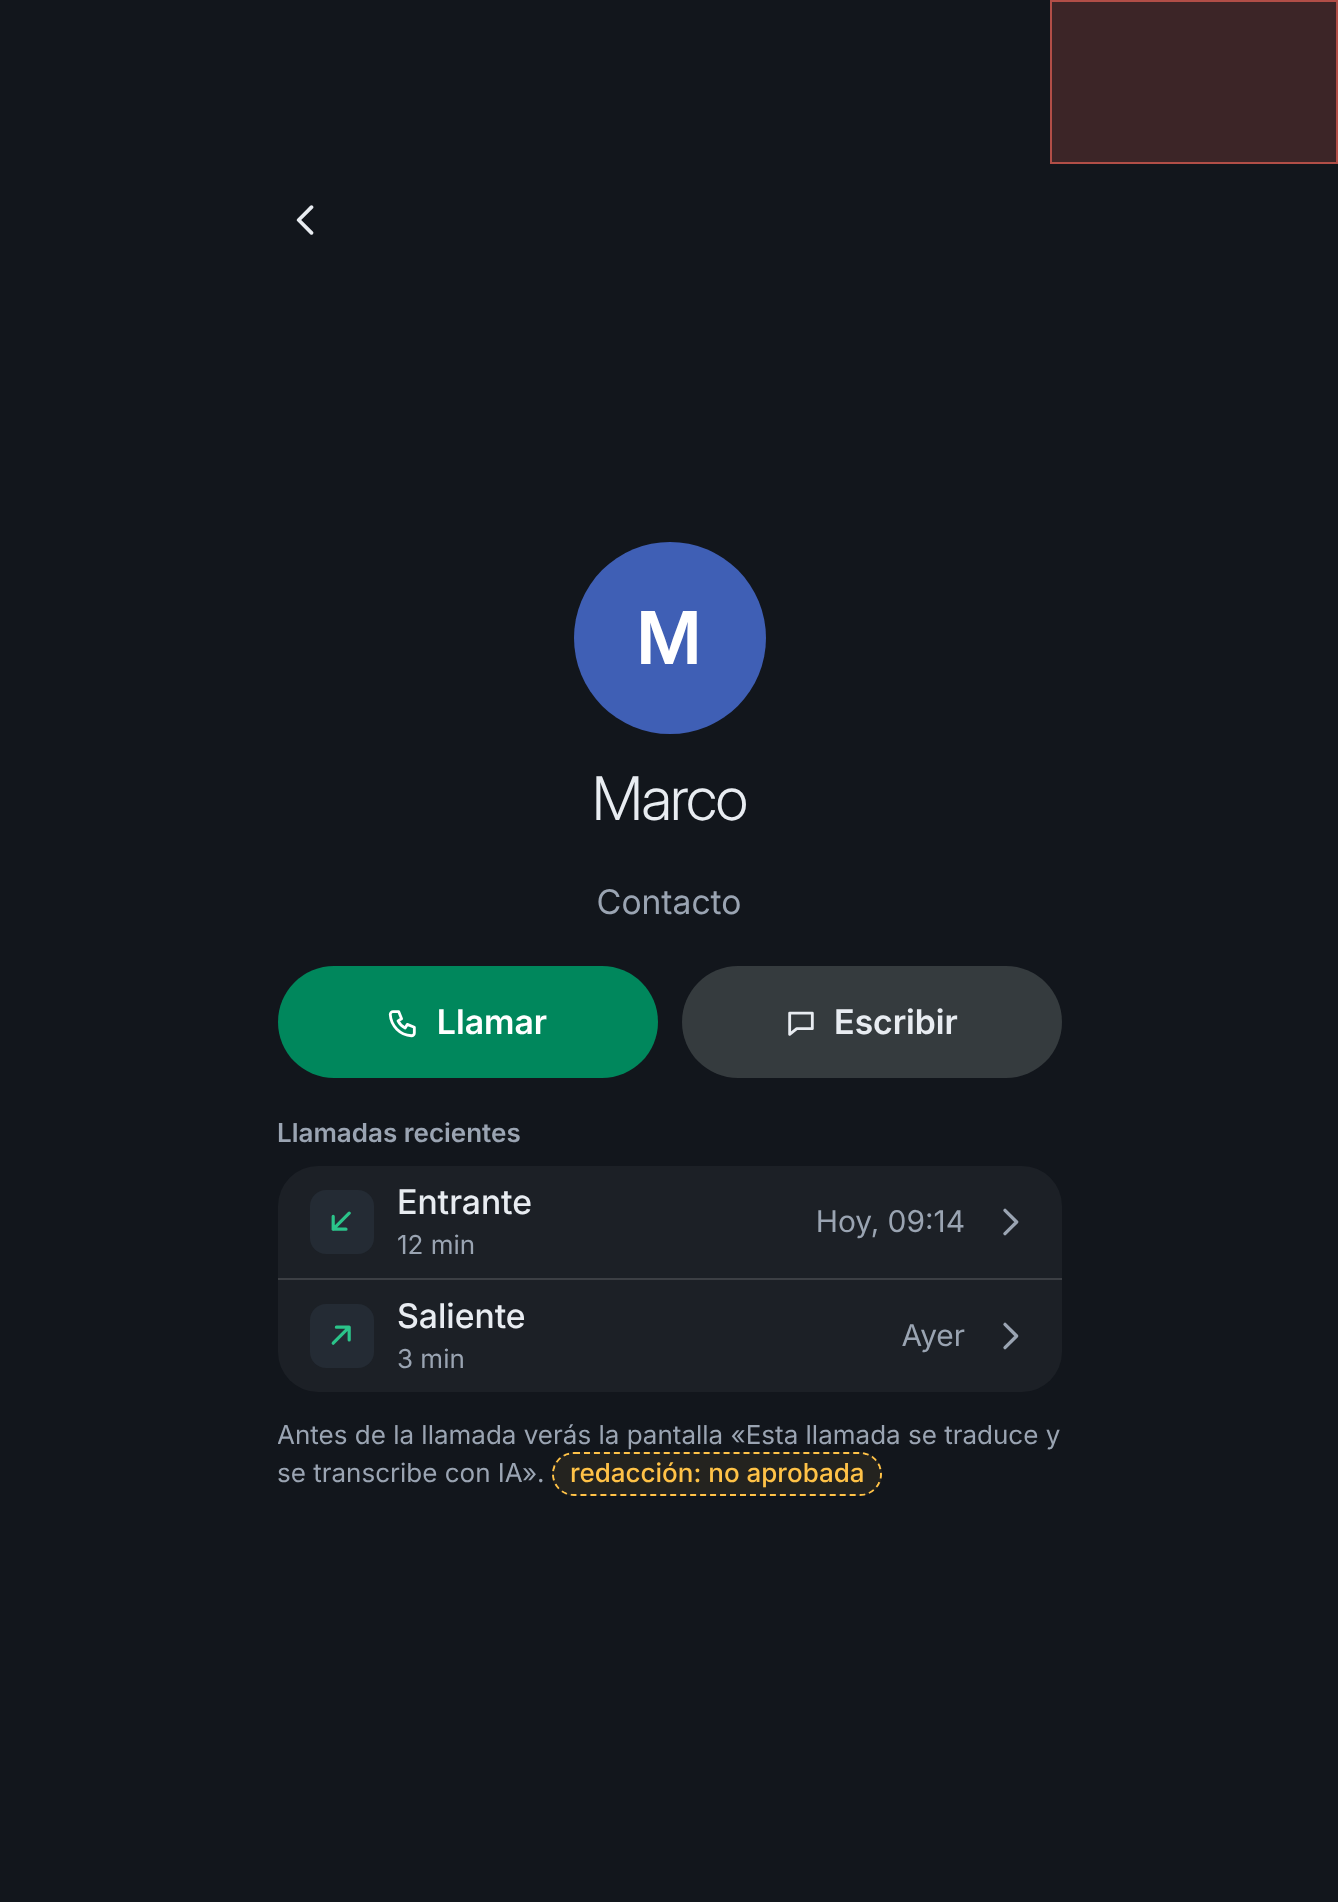 M
Marco
Contacto
Llamar
Escribir
Llamadas recientes
Entrante
12 min
Hoy, 09:14
Saliente
3 min
Ayer
Antes de la llamada verás la pantalla «Esta llamada se traduce y
se transcribe con IA». redacción: no aprobada